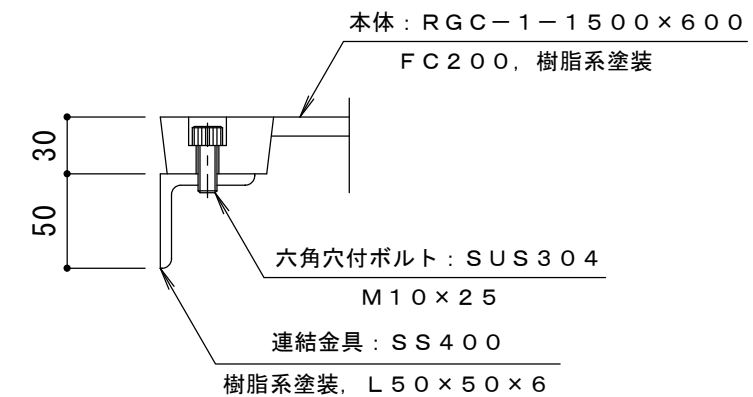 本体：ＲＧＣ－１－１５００×６００
ＦＣ２００，樹脂系塗装
30
50
六角穴付ボルト：ＳＵＳ３０４
Ｍ１０×２５
連結金具：ＳＳ４００
樹脂系塗装，Ｌ５０×５０×６